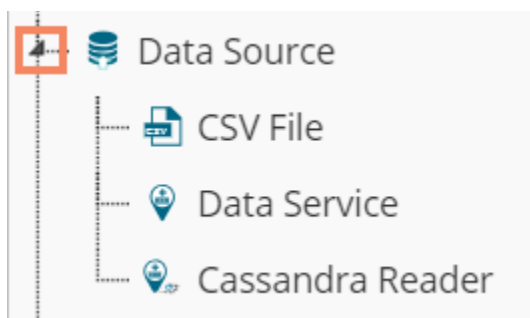 Data Source
CSV File
Data Service
Cassandra Reader